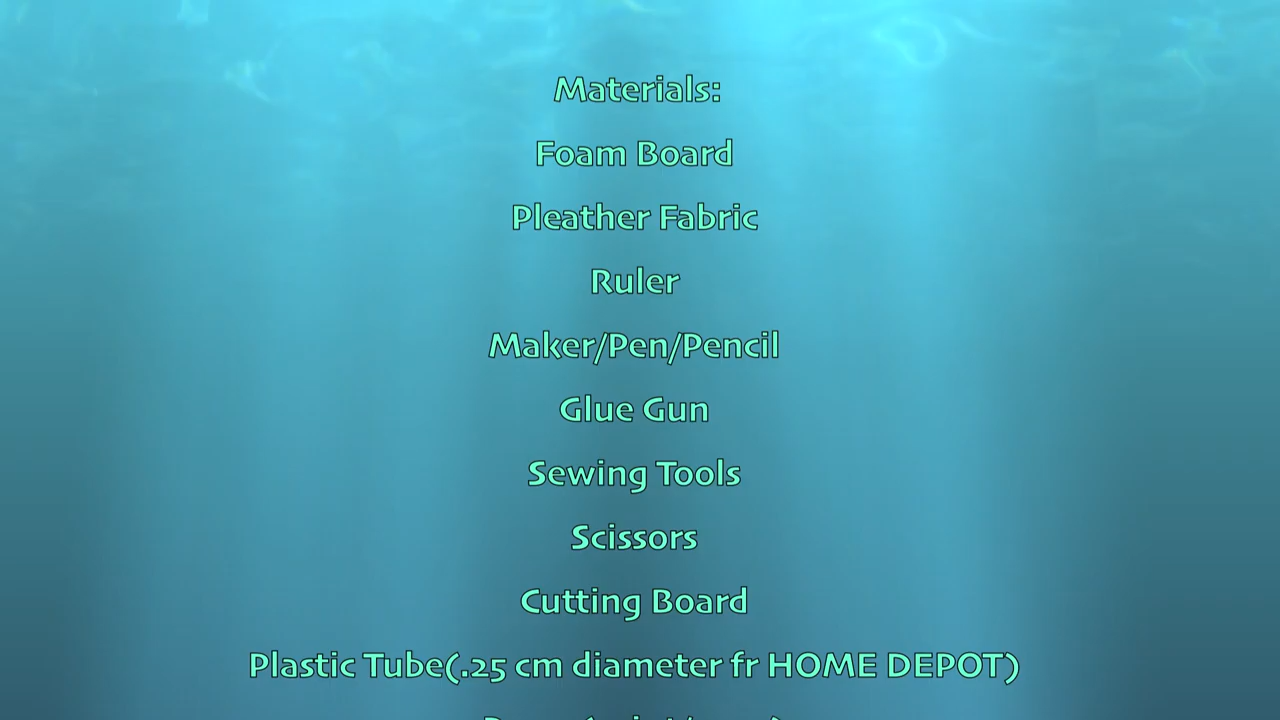 Materials:
Foam Board
Pleather Fabric
Ruler
Maker/Pen/Pencil
Glue Gun
Sewing Tools
Scissors
Cutting Board
Plastic Tube(.25 cm diameter fr HOME DEPOT)